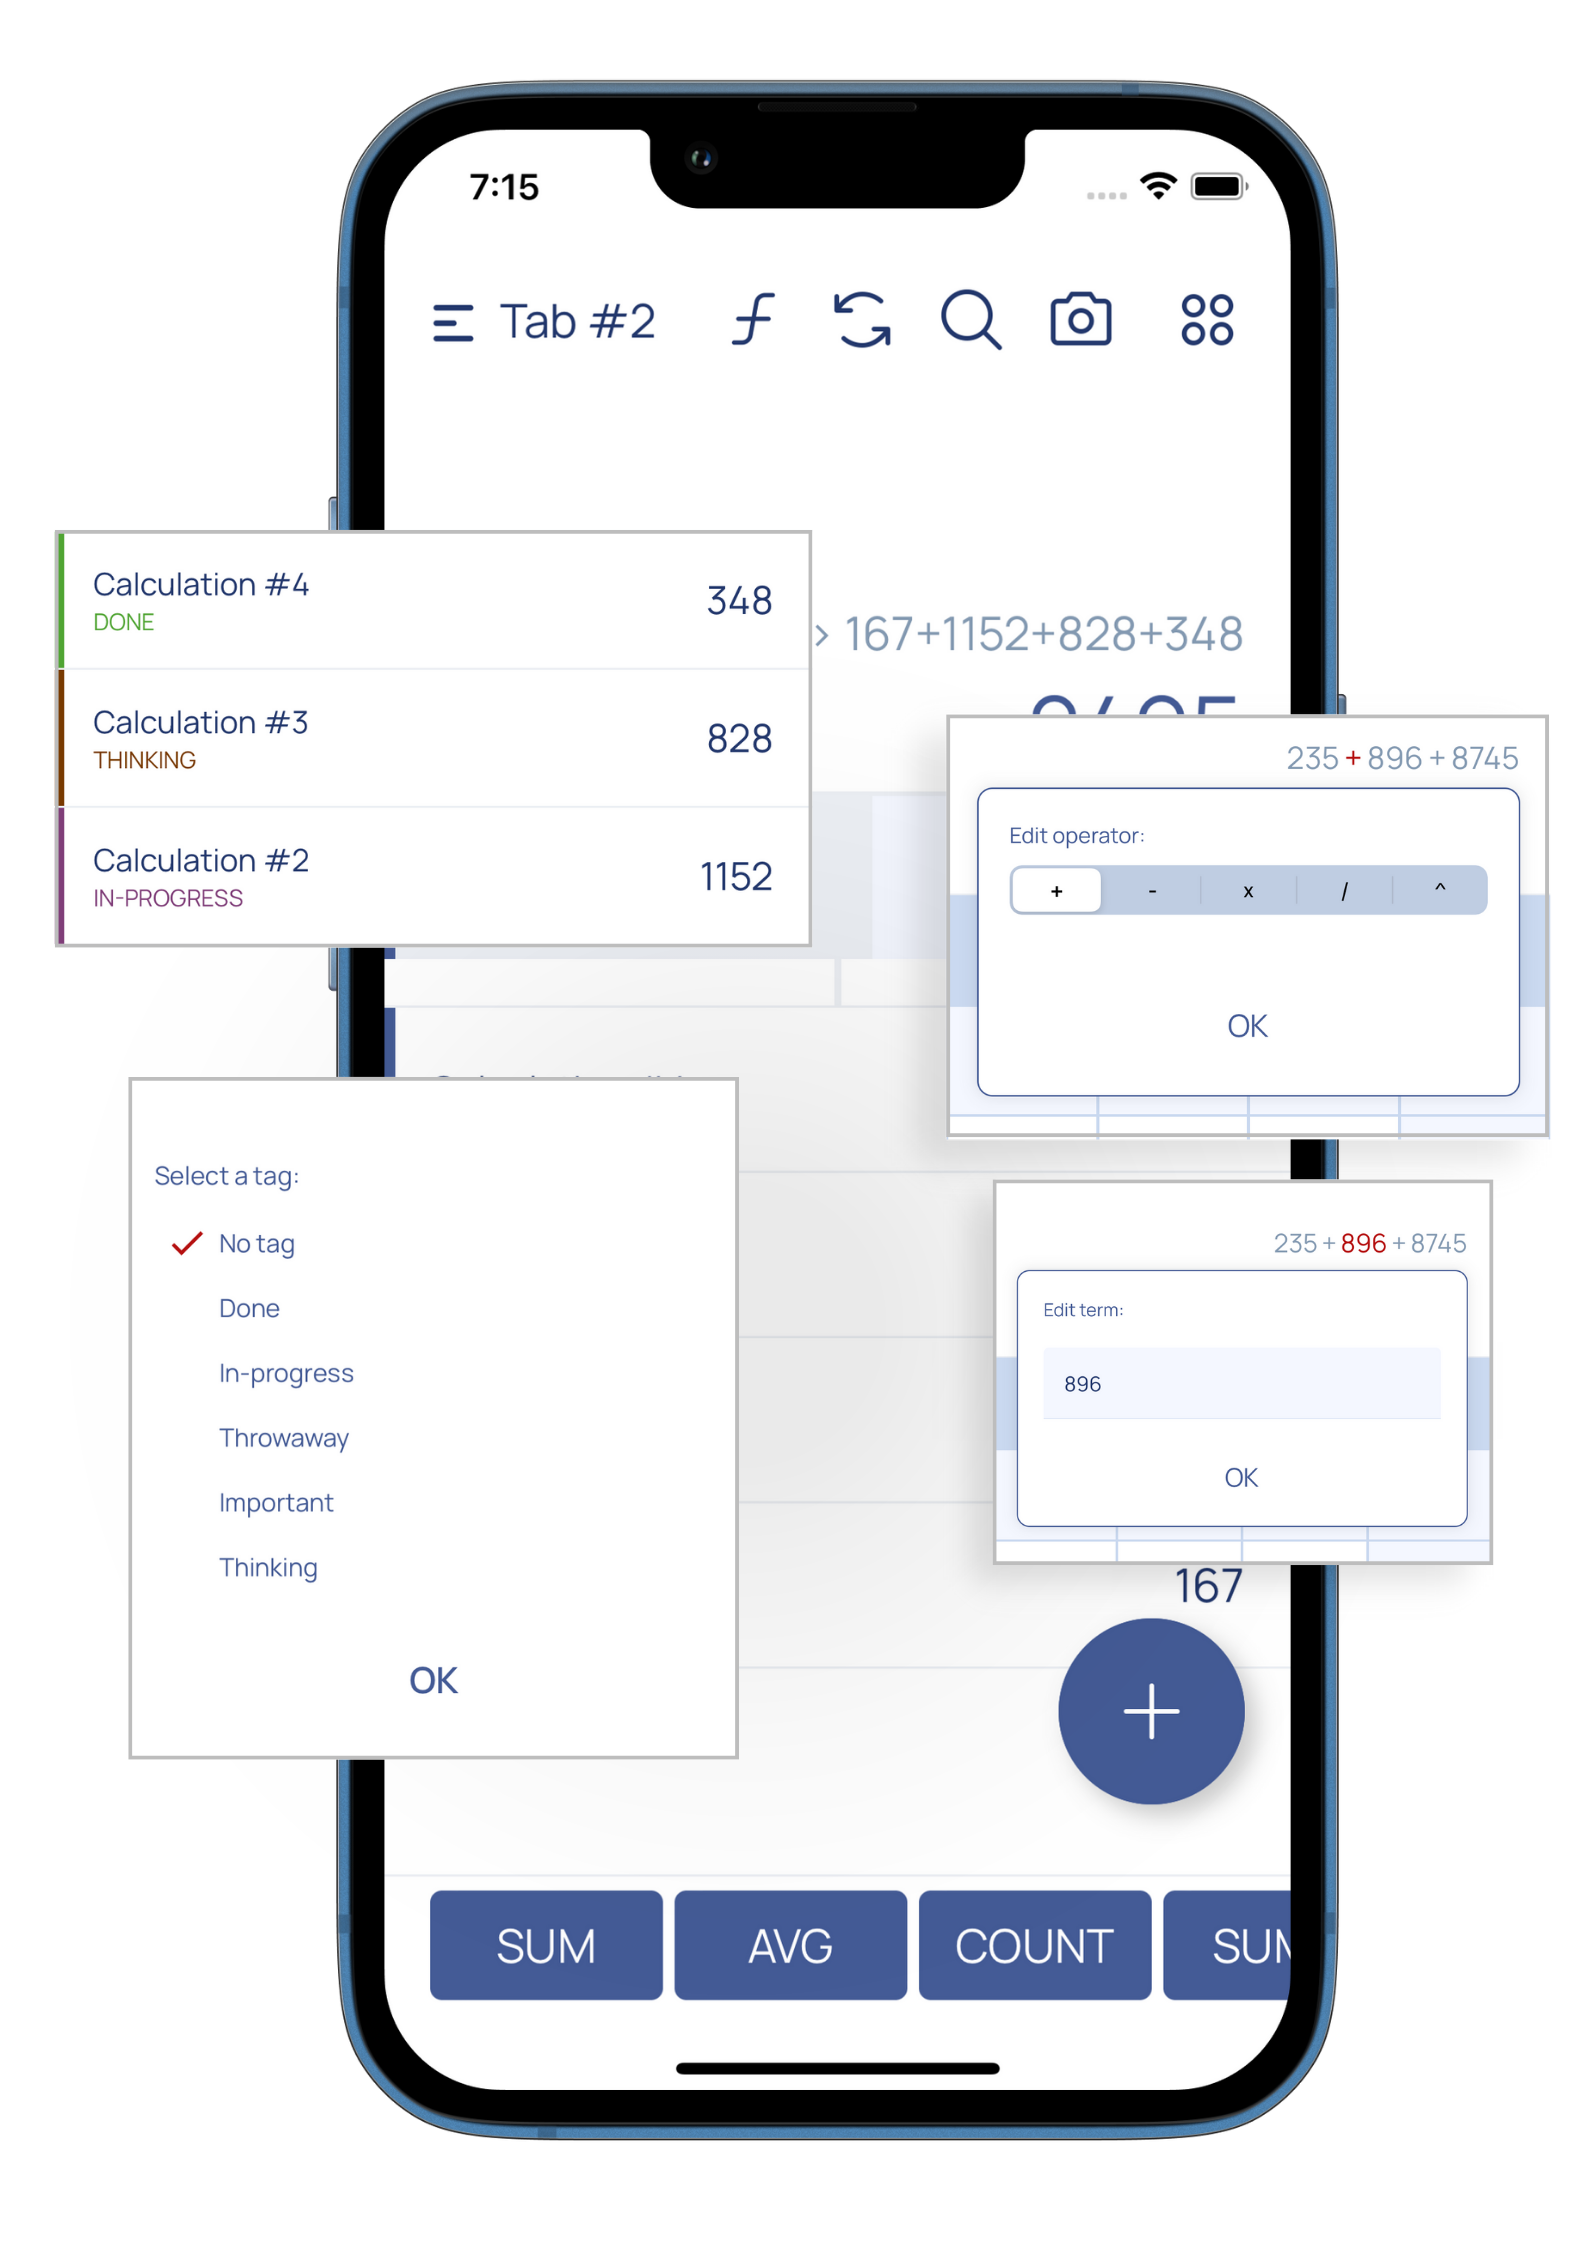 7:15
Tab #2
Calculation #4
DONE
348
Calculation #3
THINKING
828
Calculation #2
IN-PROGRESS
1152
> 167+1152+828+348
2495
235 + 896 + 8745
Edit operator:
+ - x / ^
OK
Select a tag:
No tag
Done
In-progress
Throwaway
Important
Thinking
OK
235 + 896 + 8745
Edit term:
896
OK
167
+
SUM AVG COUNT